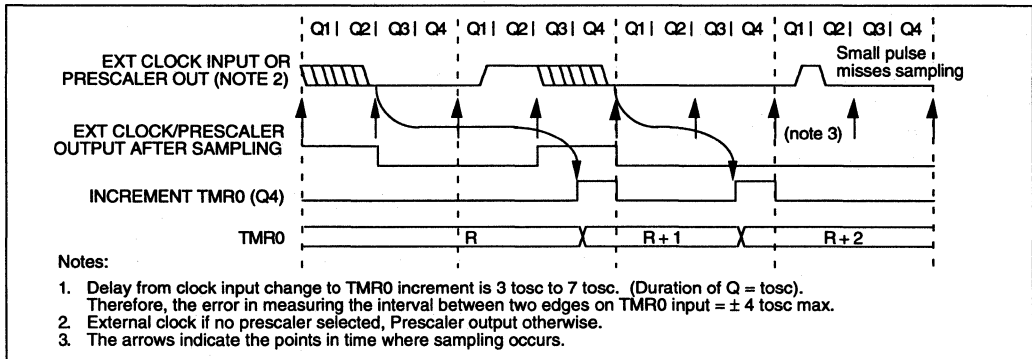 Q1 | Q2 | Q3 | Q4 Q1 | Q2 | Q3 | Q4 Q1 | Q2 | Q3 | Q4 Q1 | Q2 | Q3 | Q4
EXT CLOCK INPUT OR
PRESCALER OUT (NOTE 2)
Small pulse
misses sampling
EXT CLOCK/PRESCALER
OUTPUT AFTER SAMPLING
(note 3)
INCREMENT TMR0 (Q4)
TMR0 R R + 1 R + 2
Notes:
1. Delay from clock input change to TMR0 increment is 3 tosc to 7 tosc. (Duration of Q = tosc).
Therefore, the error in measuring the interval between two edges on TMR0 input = ± 4 tosc max.
2. External clock if no prescaler selected, Prescaler output otherwise.
3. The arrows indicate the points in time where sampling occurs.